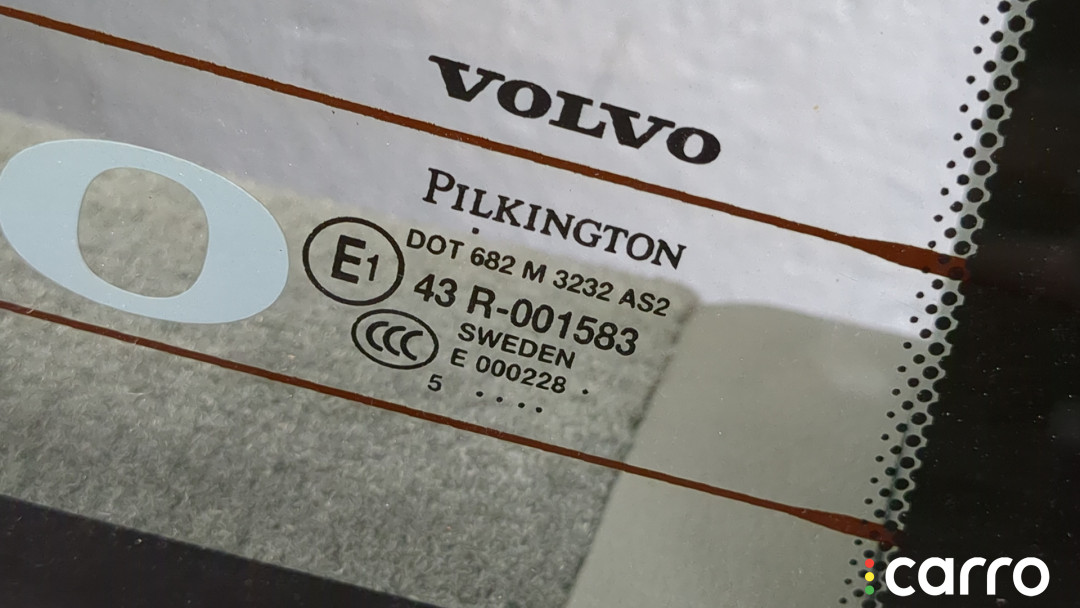 VOLVO
PILKINGTON
E1
DOT 682 M 3232 AS2
43 R-001583
CCC
SWEDEN
E 000228 .
5 ....
O
carro